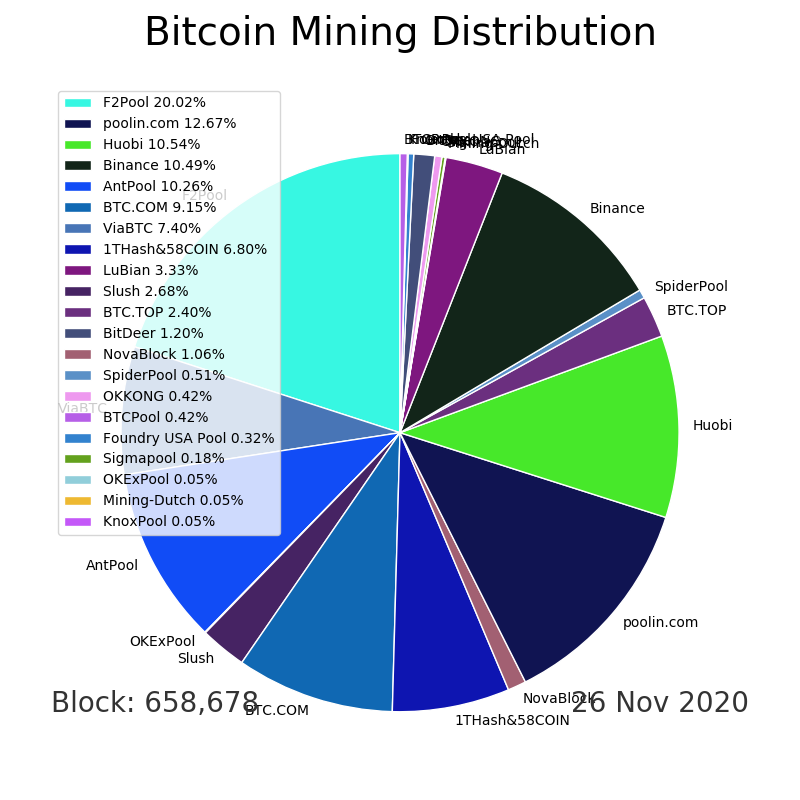 Bitcoin Mining Distribution
F2Pool 20.02%
poolin.com 12.67%
Huobi 10.54%
Binance 10.49%
AntPool 10.26%
BTC.COM 9.15%
ViaBTC 7.40%
1THash&58COIN 6.80%
LuBian 3.33%
Slush 2.68%
BTC.TOP 2.40%
BitDeer 1.20%
NovaBlock 1.06%
SpiderPool 0.51%
OKKONG 0.42%
BTCPool 0.42%
Foundry USA Pool 0.32%
Sigmapool 0.18%
OKExPool 0.05%
Mining-Dutch 0.05%
KnoxPool 0.05%
F2Pool
ViaBTC
AntPool
OKExPool
Slush
BTC.COM
1THash&58COIN
NovaBlock
poolin.com
Huobi
BTC.TOP
SpiderPool
Binance
LuBian
Block: 658,678
26 Nov 2020